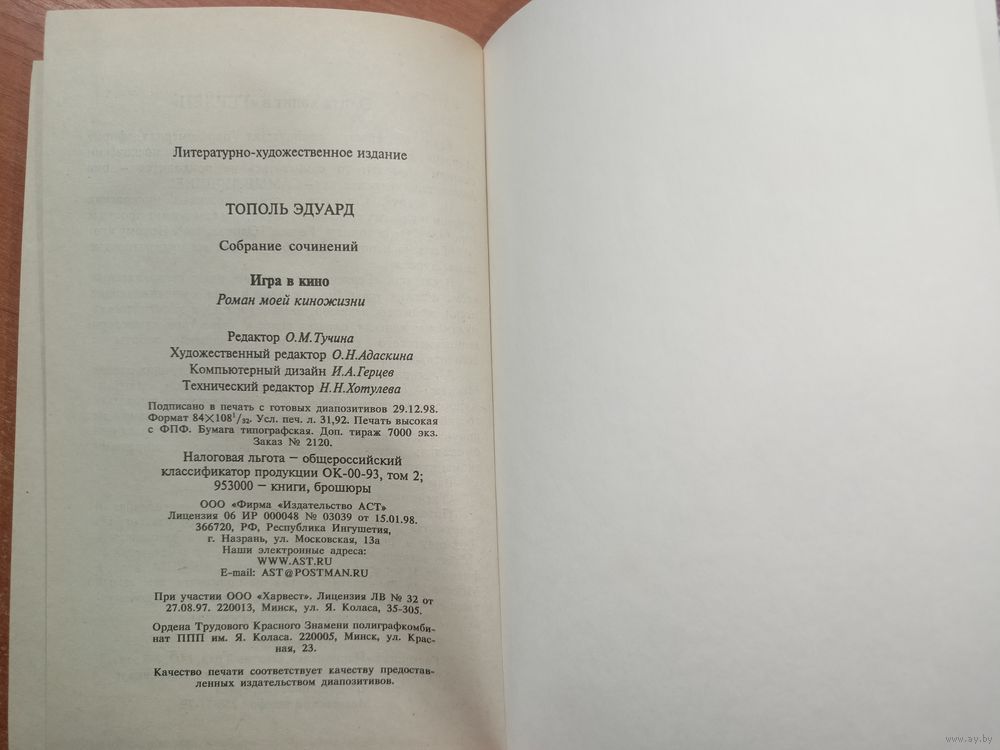 Литературно-художественное издание
ТОПОЛЬ ЭДУАРД
Собрание сочинений
Игра в кино
Роман моей киножизни
Редактор О.М.Тучина
Художественный редактор О.Н.Адаскина
Компьютерный дизайн И.А.Герцев
Технический редактор Н.Н.Хотулева
Подписано в печать с готовых диапозитивов 29.12.98.
Формат 84×108¹/₃₂. Усл. печ. л. 31,92. Печать высокая
с ФПФ. Бумага типографская. Доп. тираж 7000 экз.
Заказ № 2120.
Налоговая льгота – общероссийский
классификатор продукции ОК-00-93, том 2;
953000 – книги, брошюры
ООО «Фирма «Издательство АСТ»
Лицензия 06 ИР 000048 № 03039 от 15.01.98.
366720, РФ, Республика Ингушетия,
г. Назрань, ул. Московская, 13а
Наши электронные адреса:
WWW.AST.RU
E-mail: AST@POSTMAN.RU
При участии ООО «Харвест». Лицензия ЛВ № 32 от
27.08.97. 220013, Минск, ул. Я. Коласа, 35-305.
Ордена Трудового Красного Знамени полиграфкомби-
нат ППП им. Я. Коласа. 220005, Минск, ул. Крас-
ная, 23.
Качество печати соответствует качеству предостав-
ленных издательством диапозитивов.
www.ay.by